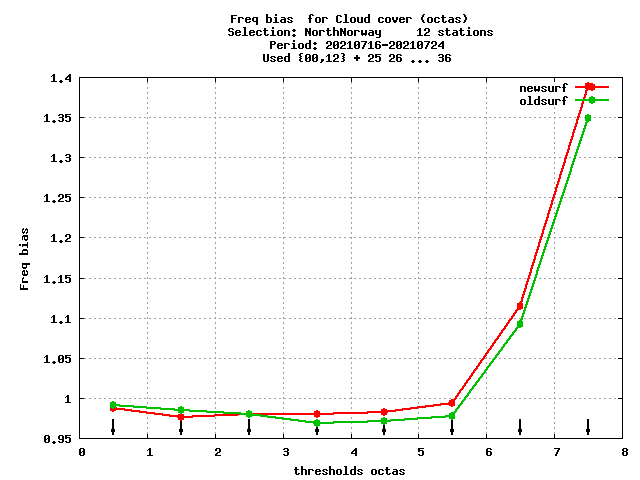 Freq bias  for Cloud cover (octas)
Selection: NorthNorway     12 stations
Period: 20210716-20210724
Used {00,12} + 25 26 ... 36
newsurf
oldsurf
1.4
1.35
1.3
1.25
1.2
1.15
1.1
1.05
1
0.95
Freq bias
0 1 2 3 4 5 6 7 8
thresholds octas